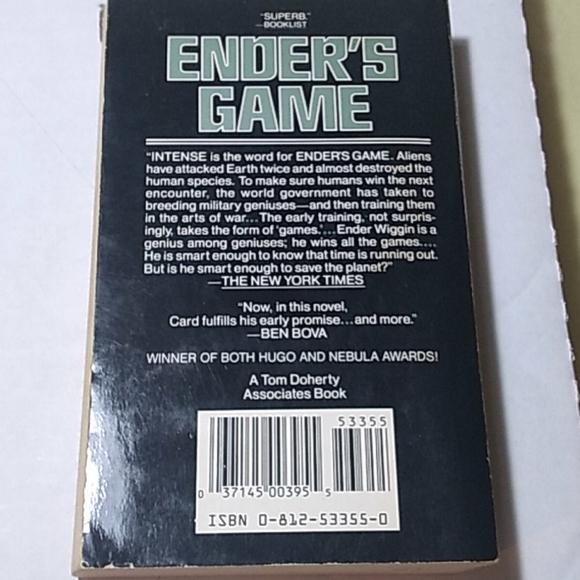 "SUPERB."
—BOOKLIST
ENDER'S
GAME
"INTENSE is the word for ENDER'S GAME. Aliens
have attacked Earth twice and almost destroyed the
human species. To make sure humans win the next
encounter, the world government has taken to
breeding military geniuses—and then training them
in the arts of war...The early training, not surpris-
ingly, takes the form of 'games.'... Ender Wiggin is a
genius among geniuses; he wins all the games....
He is smart enough to know that time is running out.
But is he smart enough to save the planet?"
—THE NEW YORK TIMES
"Now, in this novel,
Card fulfills his early promise...and more."
—BEN BOVA
WINNER OF BOTH HUGO AND NEBULA AWARDS!
A Tom Doherty
Associates Book
53355
0 37145 00395 5
ISBN 0-812-53355-0